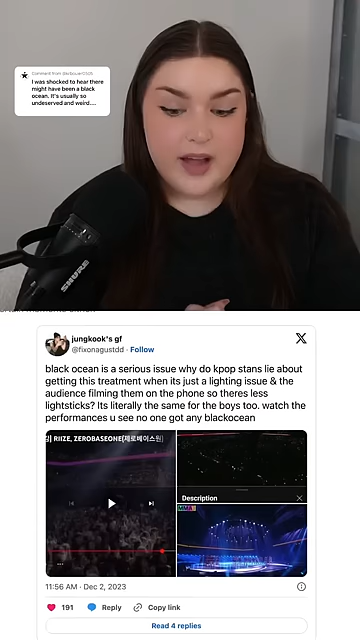 Comment from
I was shocked to hear there
might have been a black
ocean. It's usually so
undeserved and weird....
SHURE
jungkook's gf
@fixonagustdd · Follow
black ocean is a serious issue why do kpop stans lie about
getting this treatment when its just a lighting issue & the
audience filming them on the phone so theres less
lightsticks? Its literally the same for the boys too. watch the
performances u see no one got any blackocean
RIIZE, ZEROBASEONE(제로베이스원)
Description
MMA
11:56 AM · Dec 2, 2023
191
Reply
Copy link
Read 4 replies